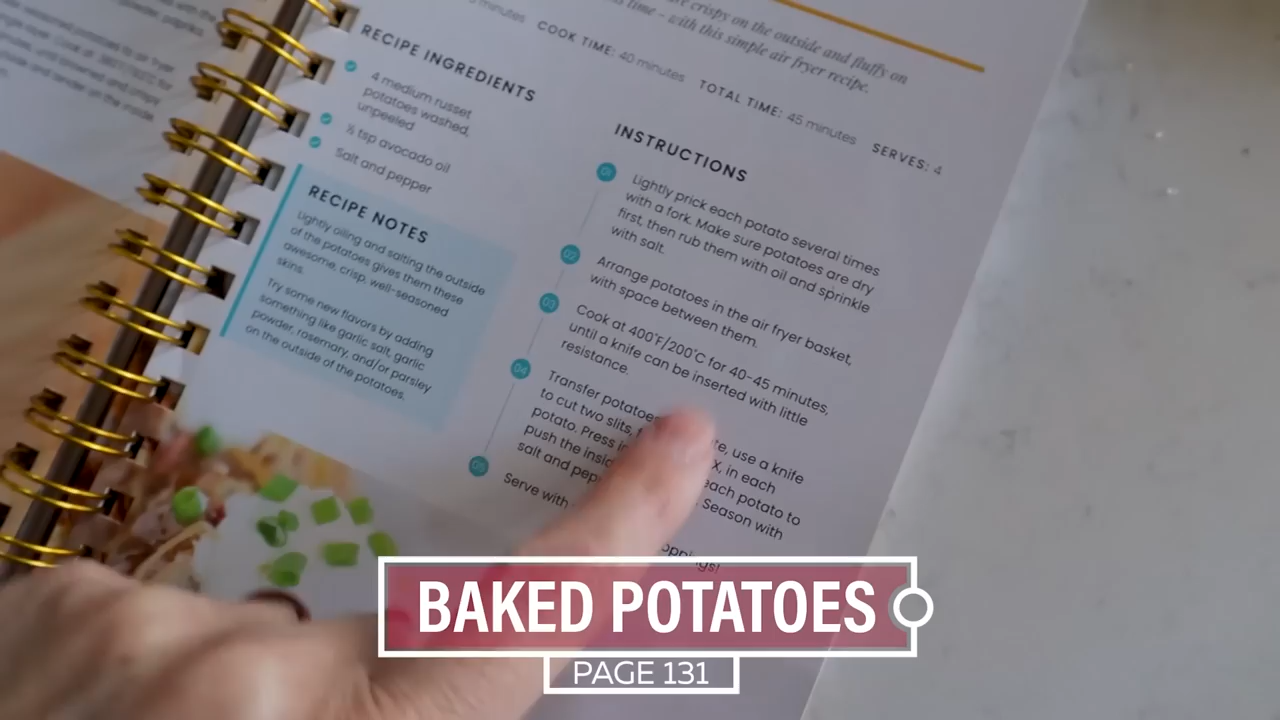 are crispy on the outside and fluffy on
this time – with this simple air fryer recipe.
minutes COOK TIME: 40 minutes TOTAL TIME: 45 minutes SERVES: 4
RECIPE INGREDIENTS
4 medium russet
potatoes washed,
unpeeled
½ tsp avocado oil
Salt and pepper
RECIPE NOTES
Lightly oiling and salting the outside
of the potatoes gives them these
awesome, crisp, well-seasoned
skins.
Try some new flavors by adding
something like garlic salt, garlic
powder, rosemary, and/or parsley
on the outside of the potatoes.
INSTRUCTIONS
01 Lightly prick each potato several times
with a fork. Make sure potatoes are dry
first, then rub them with oil and sprinkle
with salt.
02 Arrange potatoes in the air fryer basket,
with space between them.
03 Cook at 400°F/200°C for 40-45 minutes,
until a knife can be inserted with little
resistance.
04 Transfer potatoes use a knife
to cut two slits, X, in each
potato. Press each potato to
push the Season with
salt and
05 Serve with
BAKED POTATOES
PAGE 131